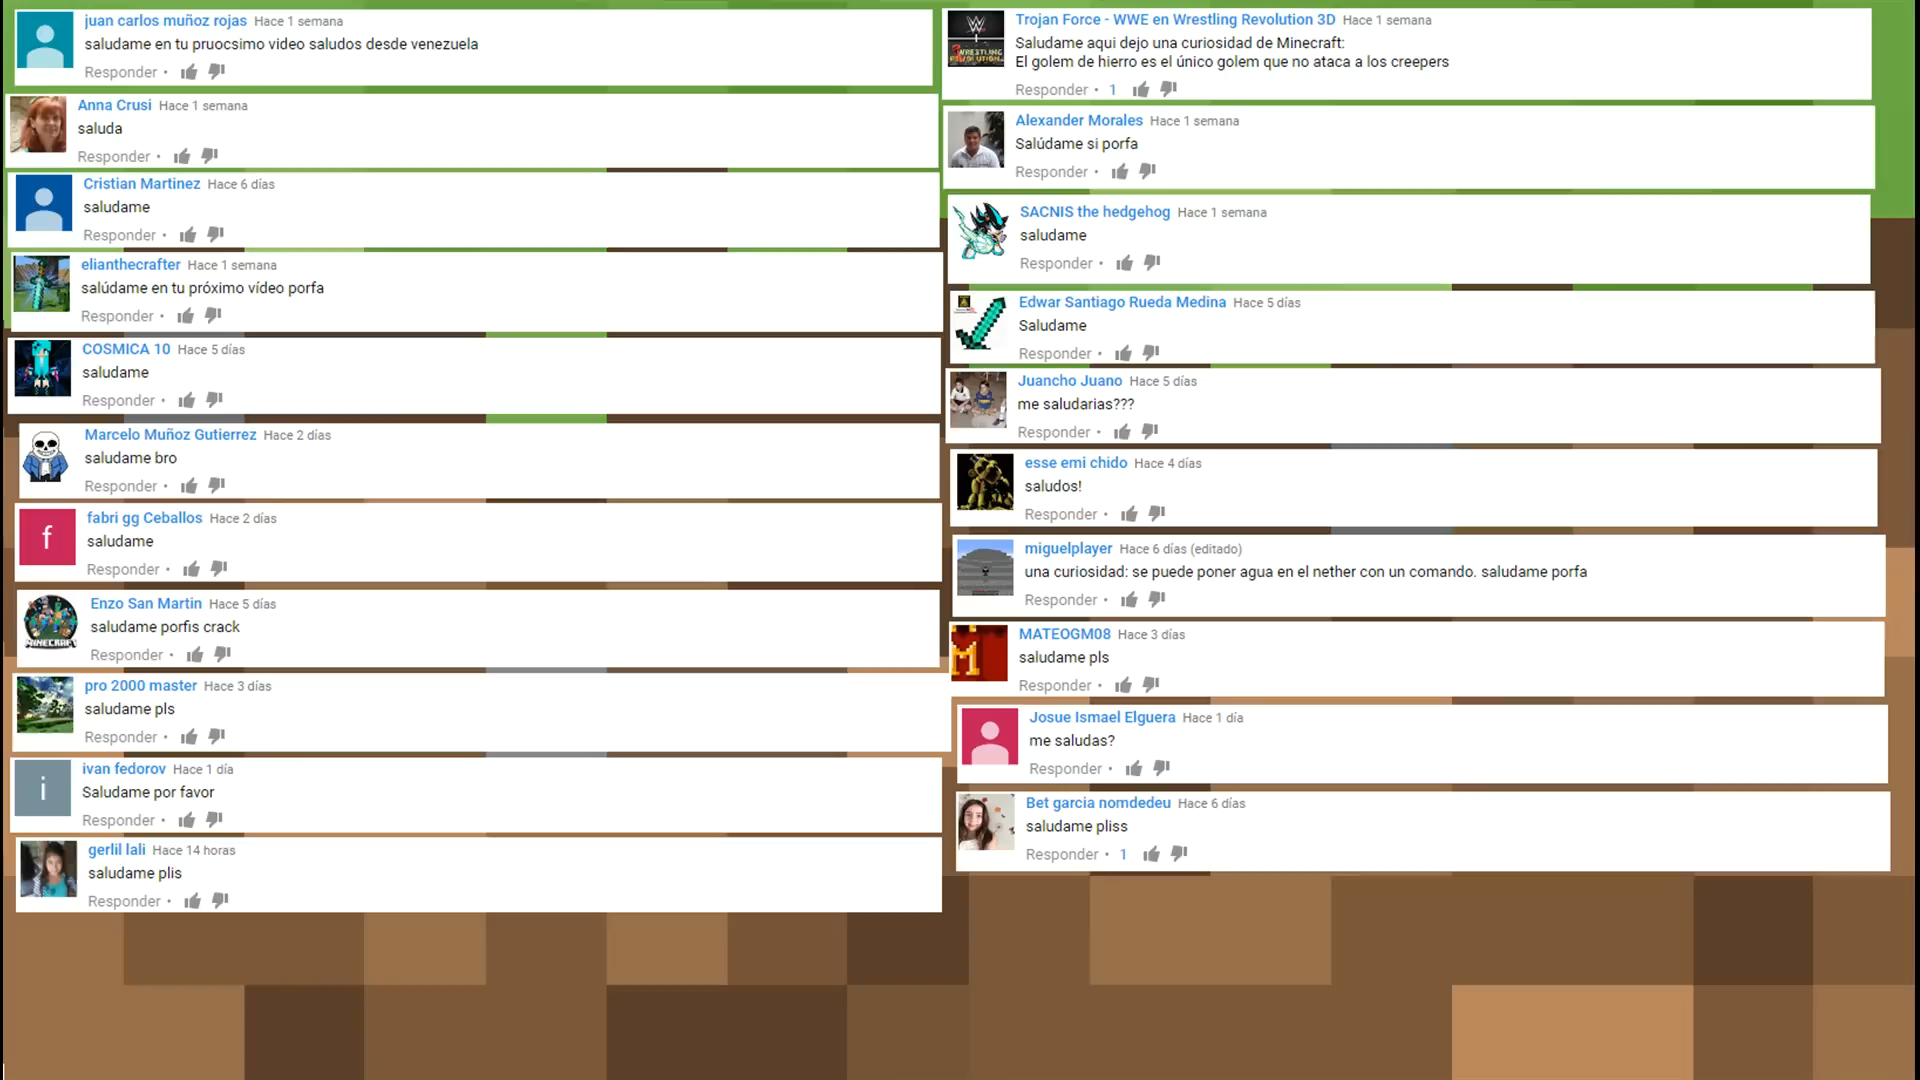 juan carlos muñoz rojas Hace 1 semana
saludame en tu pruocsimo video saludos desde venezuela
Responder •
Anna Crusi Hace 1 semana
saluda
Responder •
Cristian Martinez Hace 6 días
saludame
Responder •
elianthecrafter Hace 1 semana
salúdame en tu próximo vídeo porfa
Responder •
COSMICA 10 Hace 5 días
saludame
Responder •
Marcelo Muñoz Gutierrez Hace 2 días
saludame bro
Responder •
f
fabri gg Ceballos Hace 2 días
saludame
Responder •
MINECRAFT
Enzo San Martin Hace 5 días
saludame porfis crack
Responder •
pro 2000 master Hace 3 días
saludame pls
Responder •
i
ivan fedorov Hace 1 día
Saludame por favor
Responder •
gerlil lali Hace 14 horas
saludame plis
Responder •
W
WRESTLING
REVOLUTION
Trojan Force - WWE en Wrestling Revolution 3D Hace 1 semana
Saludame aqui dejo una curiosidad de Minecraft:
El golem de hierro es el único golem que no ataca a los creepers
Responder • 1
Alexander Morales Hace 1 semana
Salúdame si porfa
Responder •
SACNIS the hedgehog Hace 1 semana
saludame
Responder •
Edwar Santiago Rueda Medina Hace 5 días
Saludame
Responder •
Juancho Juano Hace 5 días
me saludarias???
Responder •
esse emi chido Hace 4 días
saludos!
Responder •
miguelplayer Hace 6 días (editado)
una curiosidad: se puede poner agua en el nether con un comando. saludame porfa
Responder •
M
MATEOGM08 Hace 3 días
saludame pls
Responder •
Josue Ismael Elguera Hace 1 día
me saludas?
Responder •
Bet garcia nomdedeu Hace 6 días
saludame pliss
Responder • 1